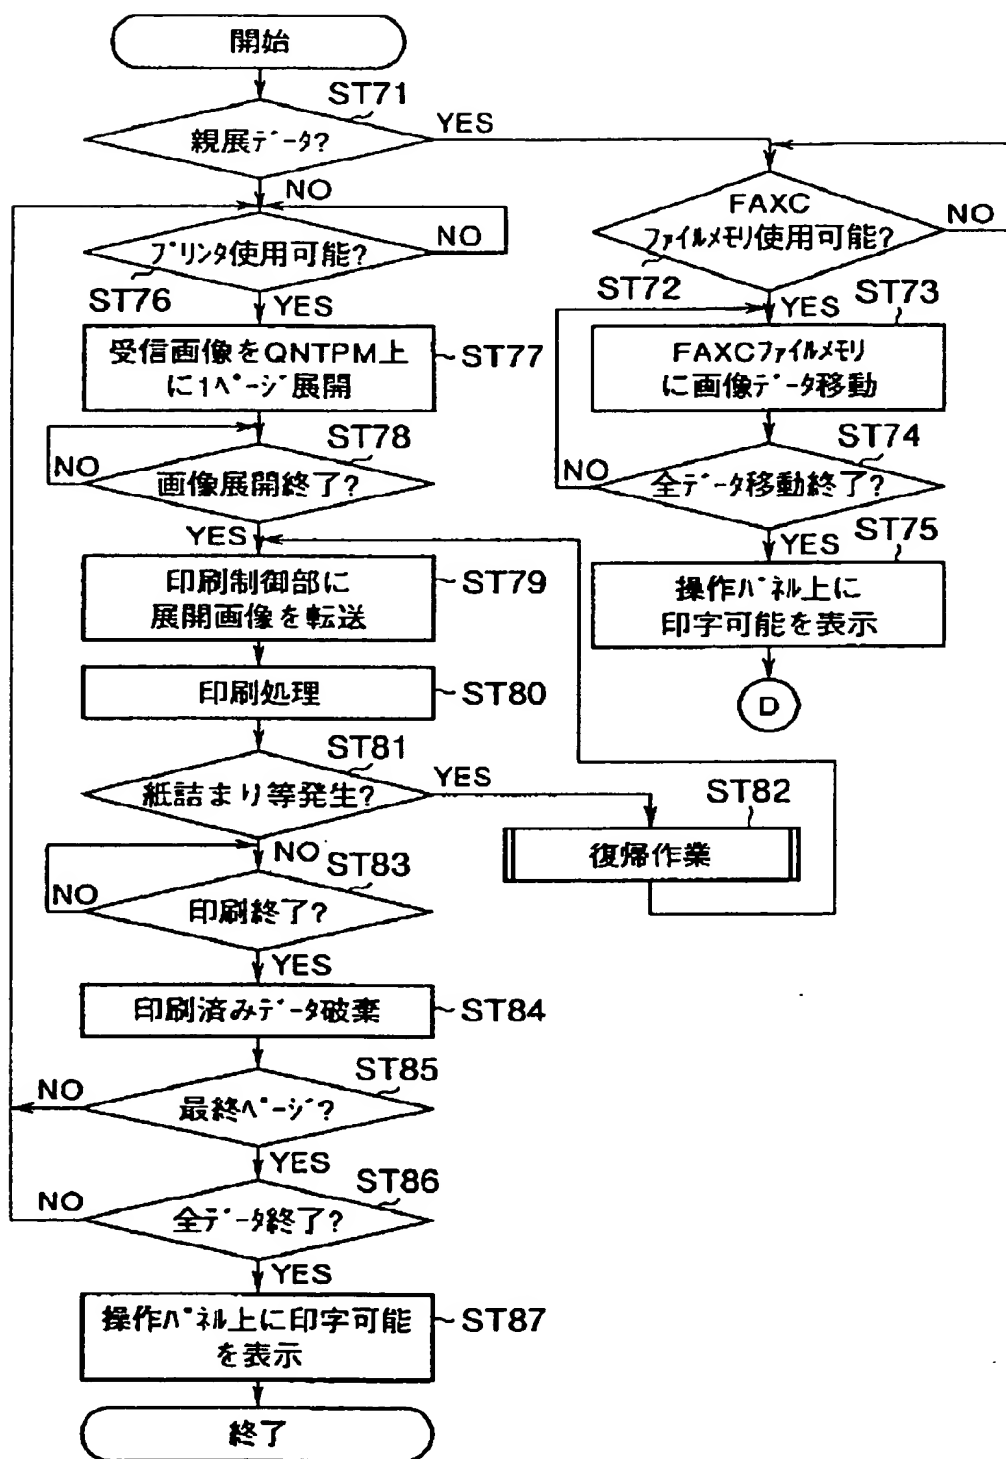 開始
ST71
親展データ?
YES
NO
FAXC
ファイルメモリ使用可能?
NO
ST72
YES
プリンタ使用可能?
NO
ST76
YES
ST73
FAXCファイルメモリ
に画像データ移動
受信画像をQNTPM上
に1ページ展開
ST77
ST74
全データ移動終了?
NO
YES
ST78
画像展開終了?
NO
YES
ST75
操作パネル上に
印字可能を表示
D
印刷制御部に
展開画像を転送
ST79
印刷処理
ST80
ST81
紙詰まり等発生?
YES
NO
ST82
復帰作業
ST83
印刷終了?
NO
YES
印刷済みデータ破棄
ST84
ST85
最終ページ?
NO
YES
ST86
全データ終了?
NO
YES
操作パネル上に印字可能
を表示
ST87
終了